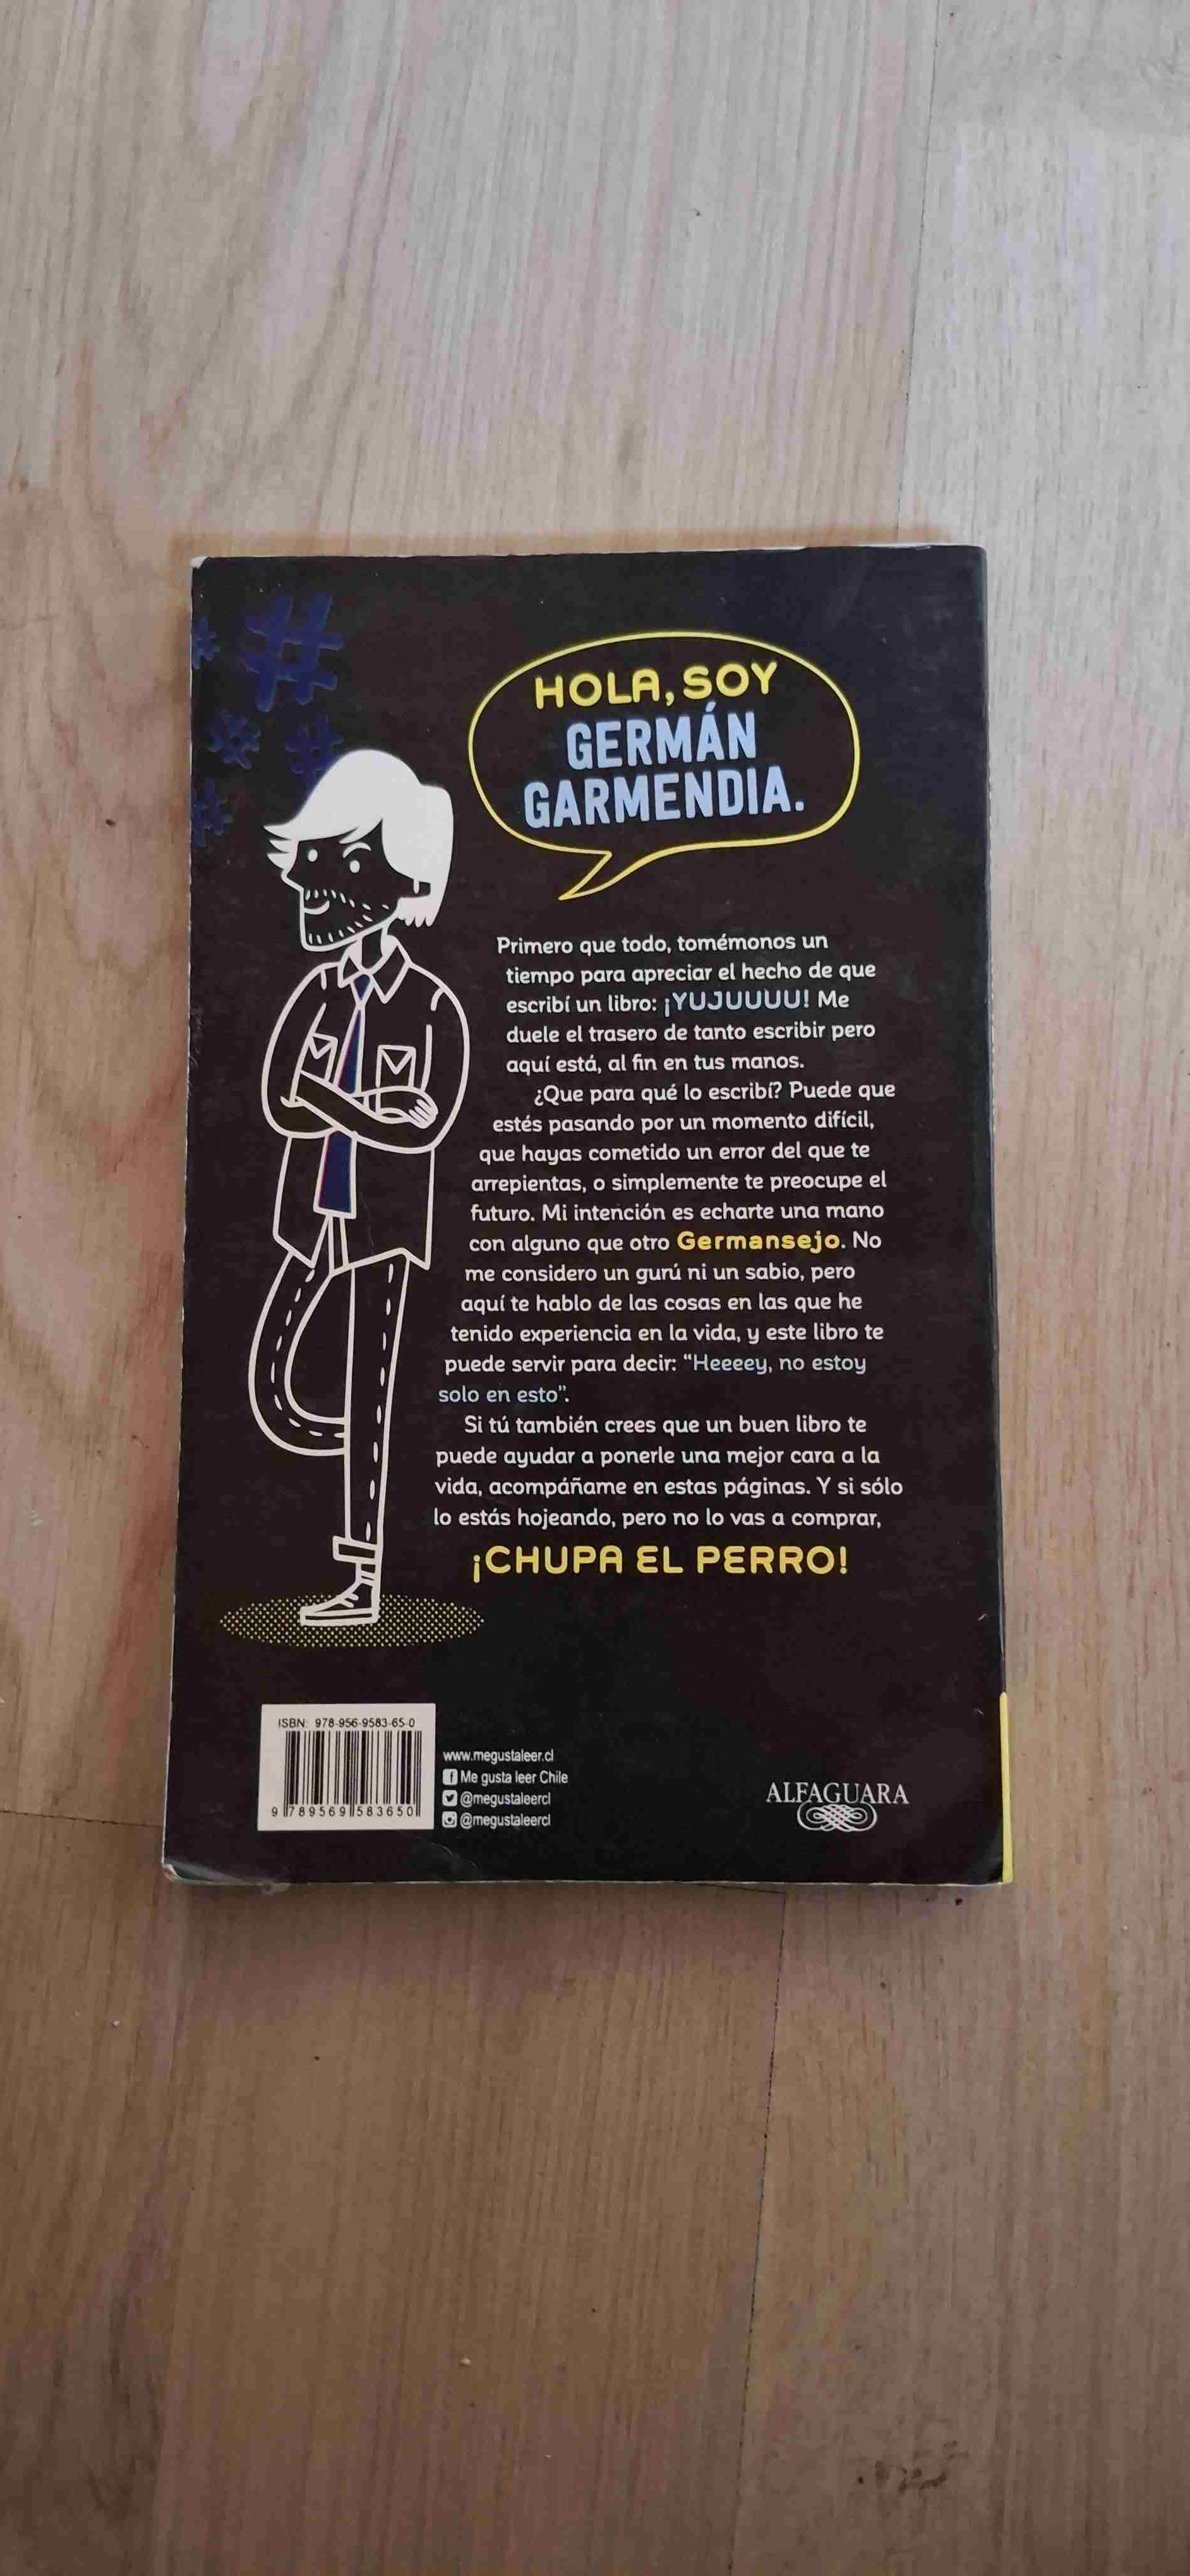 HOLA, SOY
GERMÁN
GARMENDIA.
Primero que todo, tomémonos un
tiempo para apreciar el hecho de que
escribí un libro: ¡YUJUUUU! Me
duele el trasero de tanto escribir pero
aquí está, al fin en tus manos.
¿Que para qué lo escribí? Puede que
estés pasando por un momento difícil,
que hayas cometido un error del que te
arrepientas, o simplemente te preocupe el
futuro. Mi intención es echarte una mano
con alguno que otro Germansejo. No
me considero un gurú ni un sabio, pero
aquí te hablo de las cosas en las que he
tenido experiencia en la vida, y este libro te
puede servir para decir: “Heeeey, no estoy
solo en esto”.
Si tú también crees que un buen libro te
puede ayudar a ponerle una mejor cara a la
vida, acompáñame en estas páginas. Y si sólo
lo estás hojeando, pero no lo vas a comprar,
¡CHUPA EL PERRO!
ISBN: 978-956-9583-65-0
9 789569 583650
www.megustaleer.cl
Me gusta leer Chile
@megustaleercl
@megustaleercl
ALFAGUARA